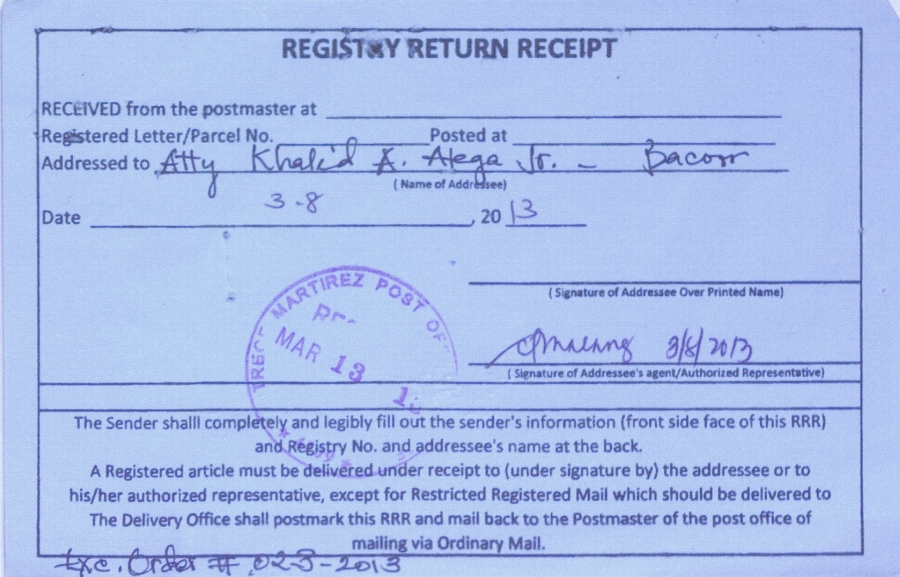 REGISTRY RETURN RECEIPT
RECEIVED from the postmaster at
Registered Letter/Parcel No. Posted at
Addressed to Atty Khalid A. Atega Jr. - Bacoor
( Name of Addressee)
Date 3-8, 2013
( Signature of Addressee Over Printed Name)
TRECE MARTIREZ POST OF
MAR 13
3/8/2013
( Signature of Addressee's agent/Authorized Representative)
The Sender shalll completely and legibly fill out the sender's information (front side face of this RRR)
and Registry No. and addressee's name at the back.
A Registered article must be delivered under receipt to (under signature by) the addressee or to
his/her authorized representative, except for Restricted Registered Mail which should be delivered to
The Delivery Office shall postmark this RRR and mail back to the Postmaster of the post office of
mailing via Ordinary Mail.
Exc. Order # 02-S-2013